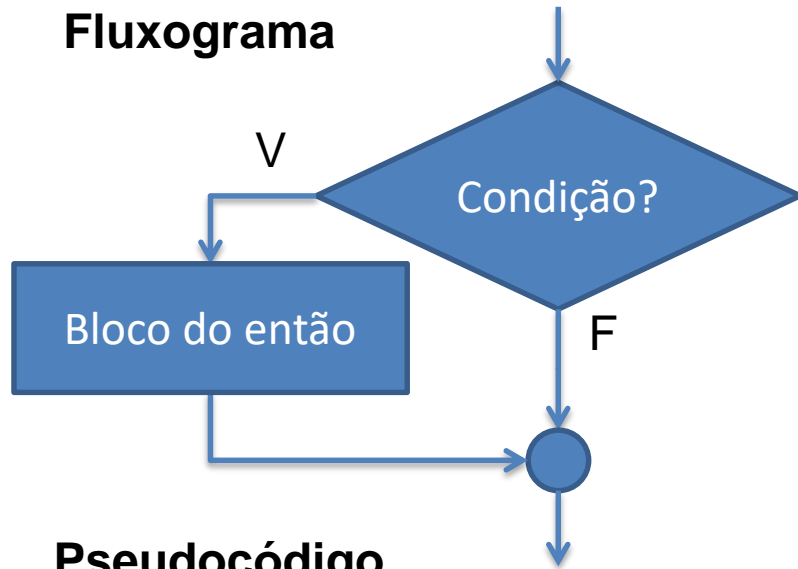 Fluxograma
V
Condição?
Bloco do então
F
Pseudocódigo